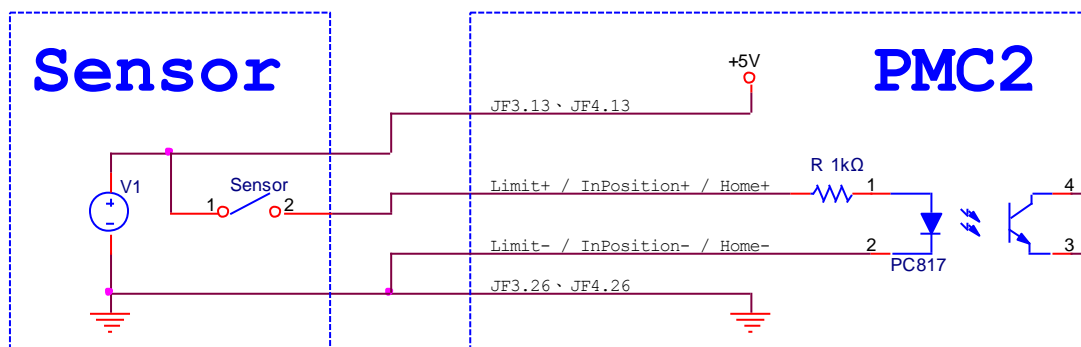 Sensor
PMC2
+5V
JF3.13、JF4.13
V1
Sensor
1
2
Limit+ / InPosition+ / Home+
R 1kΩ
1
4
Limit- / InPosition- / Home-
2
3
PC817
JF3.26、JF4.26